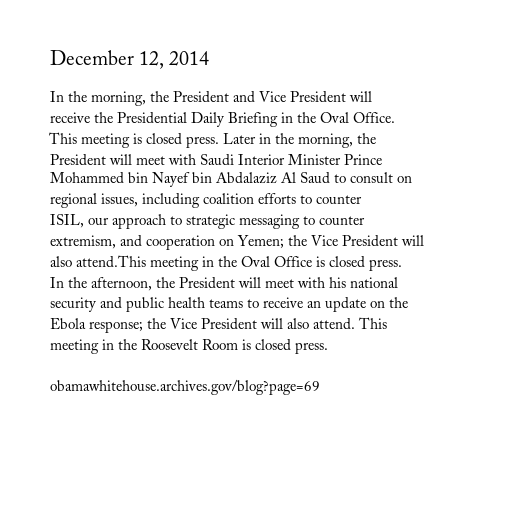 December 12, 2014
In the morning, the President and Vice President will
receive the Presidential Daily Briefing in the Oval Office.
This meeting is closed press. Later in the morning, the
President will meet with Saudi Interior Minister Prince
Mohammed bin Nayef bin Abdalaziz Al Saud to consult on
regional issues, including coalition efforts to counter
ISIL, our approach to strategic messaging to counter
extremism, and cooperation on Yemen; the Vice President will
also attend.This meeting in the Oval Office is closed press.
In the afternoon, the President will meet with his national
security and public health teams to receive an update on the
Ebola response; the Vice President will also attend. This
meeting in the Roosevelt Room is closed press.
obamawhitehouse.archives.gov/blog?page=69